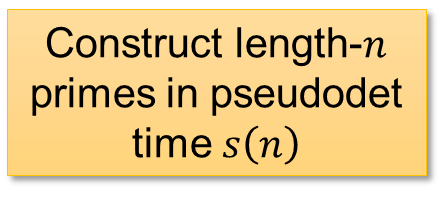 Construct length-𝑛
primes in pseudodet
time 𝑠(𝑛)